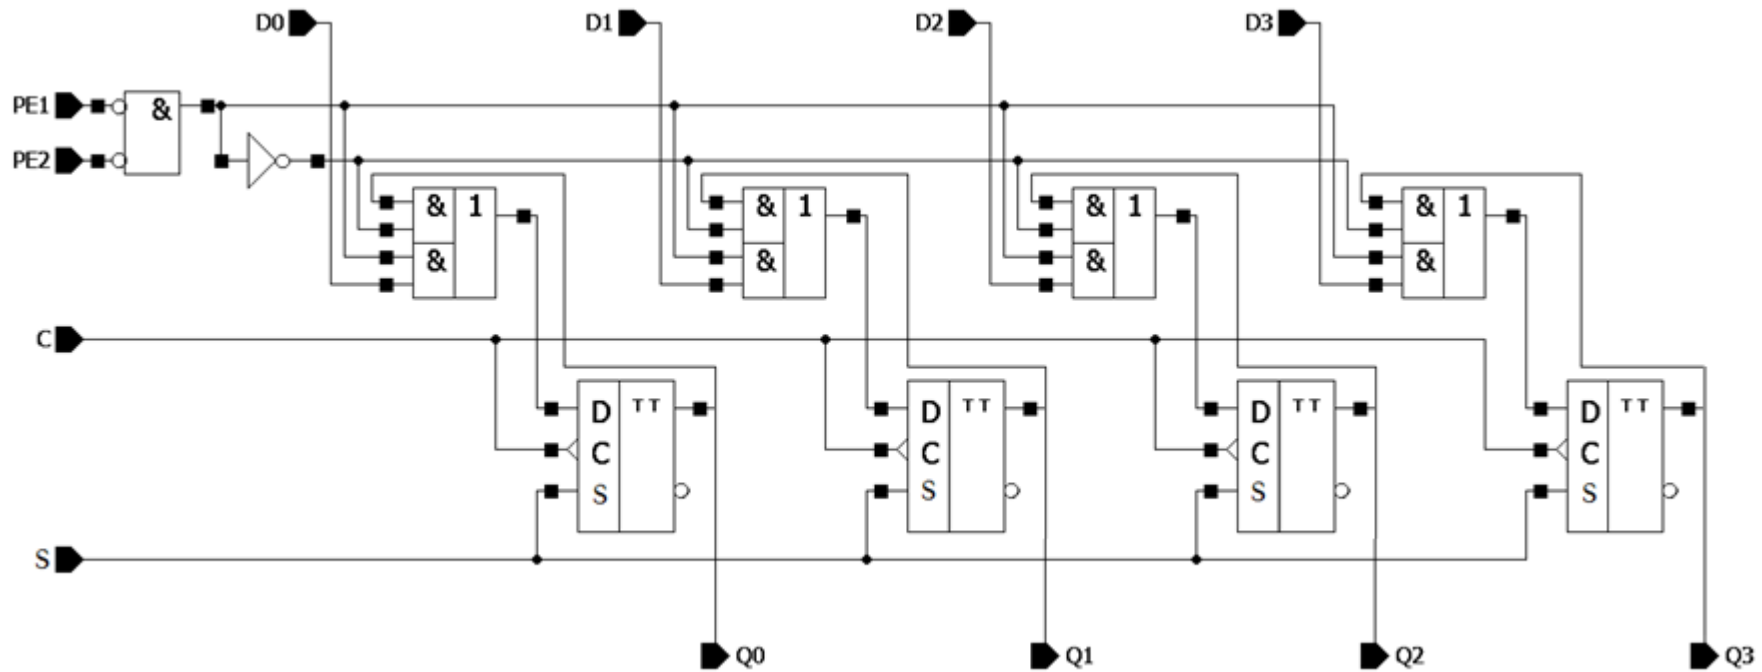 D0 D1 D2 D3
PE1 &
PE2
& 1 & 1 & 1 & 1
& & & &
C
D TT D TT D TT D TT
C C C C
S S S S
S
Q0 Q1 Q2 Q3